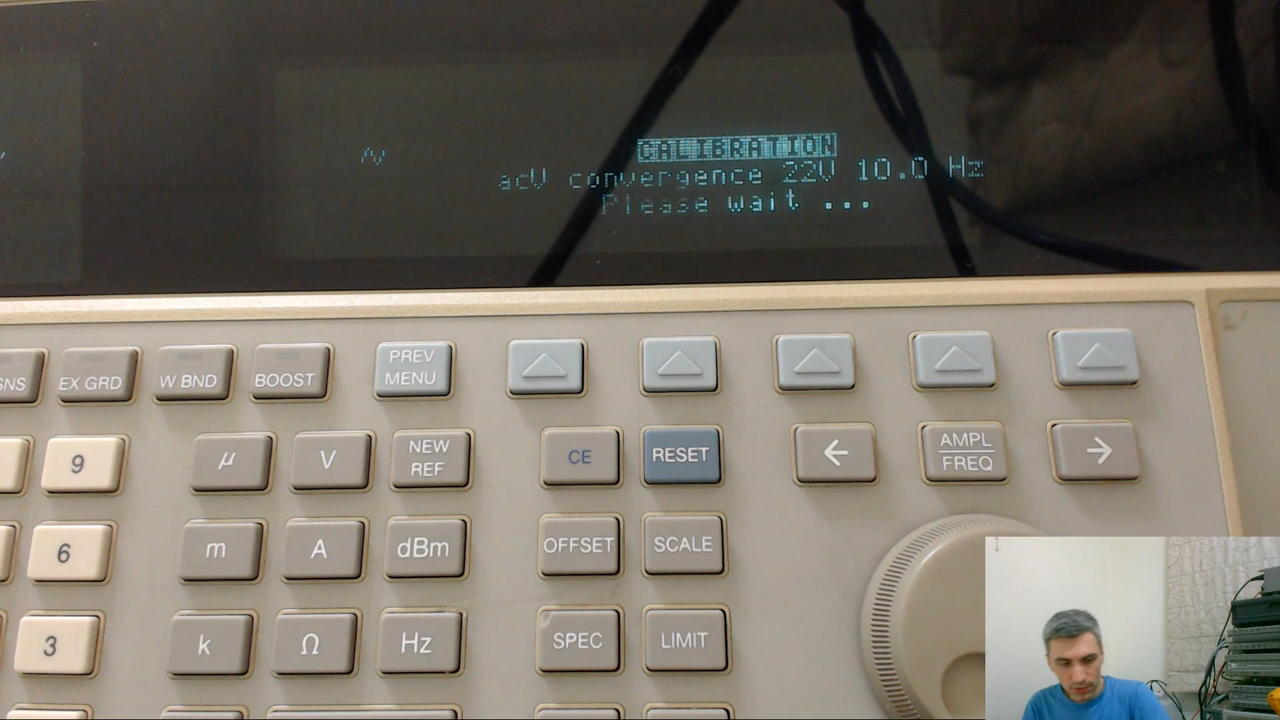 CALIBRATION
acV convergence 22V 10.0 Hz
Please wait ...
SNS
EX GRD
W BND
BOOST
PREV
MENU
9
µ
V
NEW
REF
CE
RESET
←
AMPL
FREQ
→
6
m
A
dBm
OFFSET
SCALE
3
k
Ω
Hz
SPEC
LIMIT